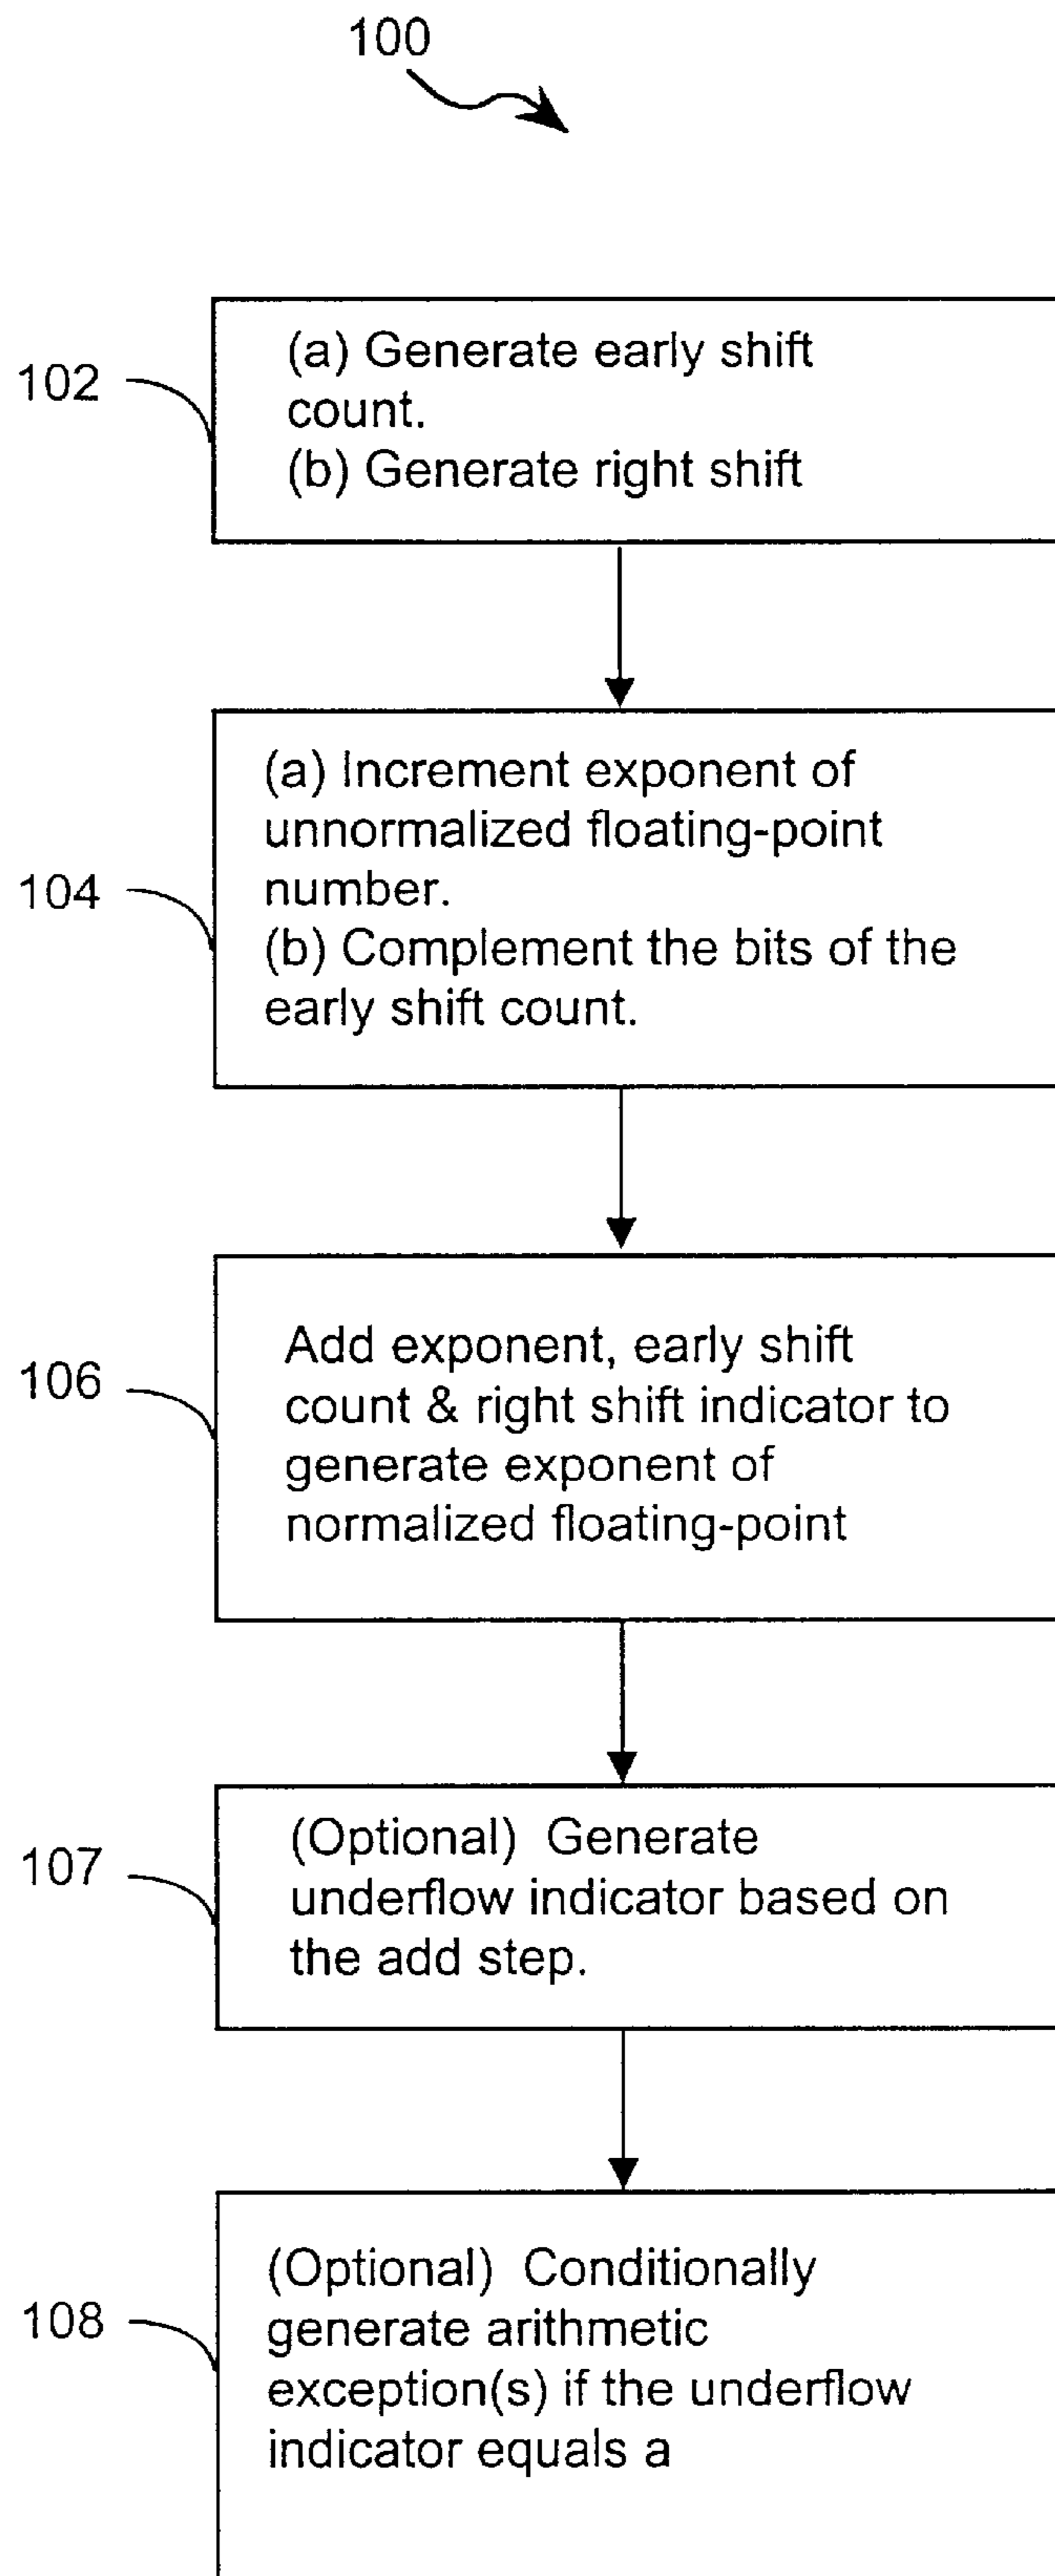 100
102
(a) Generate early shift
count.
(b) Generate right shift
104
(a) Increment exponent of
unnormalized floating-point
number.
(b) Complement the bits of the
early shift count.
106
Add exponent, early shift
count & right shift indicator to
generate exponent of
normalized floating-point
107
(Optional) Generate
underflow indicator based on
the add step.
108
(Optional) Conditionally
generate arithmetic
exception(s) if the underflow
indicator equals a